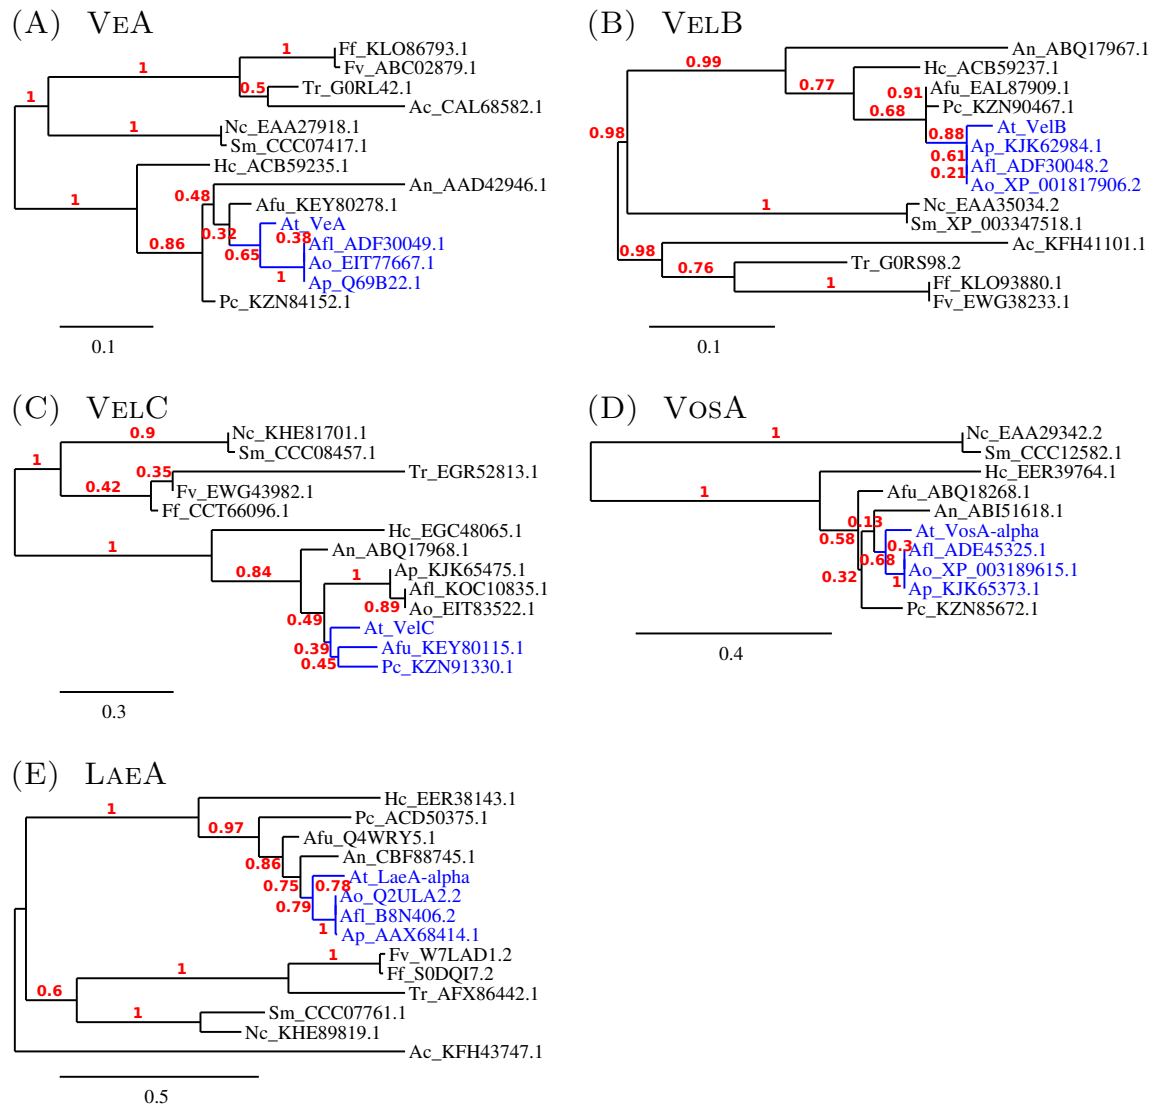 (A) VeA
1
Ff_KLO86793.1
Fv_ABC02879.1
1
0.5
Tr_G0RL42.1
Ac_CAL68582.1
1
1
Nc_EAA27918.1
Sm_CCC07417.1
Hc_ACB59235.1
1
An_AAD42946.1
0.48
Afu_KEY80278.1
At_VeA
0.32
0.38
Afl_ADF30049.1
0.86
0.65
Ao_EIT77667.1
1
Ap_Q69B22.1
Pc_KZN84152.1
0.1
(B) VelB
An_ABQ17967.1
0.99
Hc_ACB59237.1
0.77
0.91
Afu_EAL87909.1
Pc_KZN90467.1
0.68
At_VelB
0.98
0.88
Ap_KJK62984.1
0.61
Afl_ADF30048.2
0.21
Ao_XP_001817906.2
Nc_EAA35034.2
1
Sm_XP_003347518.1
Ac_KFH41101.1
0.98
Tr_G0RS98.2
0.76
Ff_KLO93880.1
1
Fv_EWG38233.1
0.1
(C) VelC
0.9
Nc_KHE81701.1
Sm_CCC08457.1
1
0.35
Tr_EGR52813.1
0.42
Fv_EWG43982.1
Ff_CCT66096.1
Hc_EGC48065.1
1
An_ABQ17968.1
0.84
1
Ap_KJK65475.1
Afl_KOC10835.1
0.89
Ao_EIT83522.1
0.49
At_VelC
0.39
Afu_KEY80115.1
0.45
Pc_KZN91330.1
0.3
(D) VosA
1
Nc_EAA29342.2
Sm_CCC12582.1
Hc_EER39764.1
1
Afu_ABQ18268.1
An_ABI51618.1
0.13
At_VosA-alpha
0.58
0.3
Afl_ADE45325.1
0.68
Ao_XP_003189615.1
0.32
1
Ap_KJK65373.1
Pc_KZN85672.1
0.4
(E) LaeA
Hc_EER38143.1
1
Pc_ACD50375.1
0.97
Afu_Q4WRY5.1
An_CBF88745.1
0.86
At_LaeA-alpha
0.75
0.78
Ao_Q2ULA2.2
0.79
Afl_B8N406.2
1
Ap_AAX68414.1
1
Fv_W7LAD1.2
1
Ff_S0DQI7.2
0.6
Tr_AFX86442.1
Sm_CCC07761.1
1
Nc_KHE89819.1
Ac_KFH43747.1
0.5